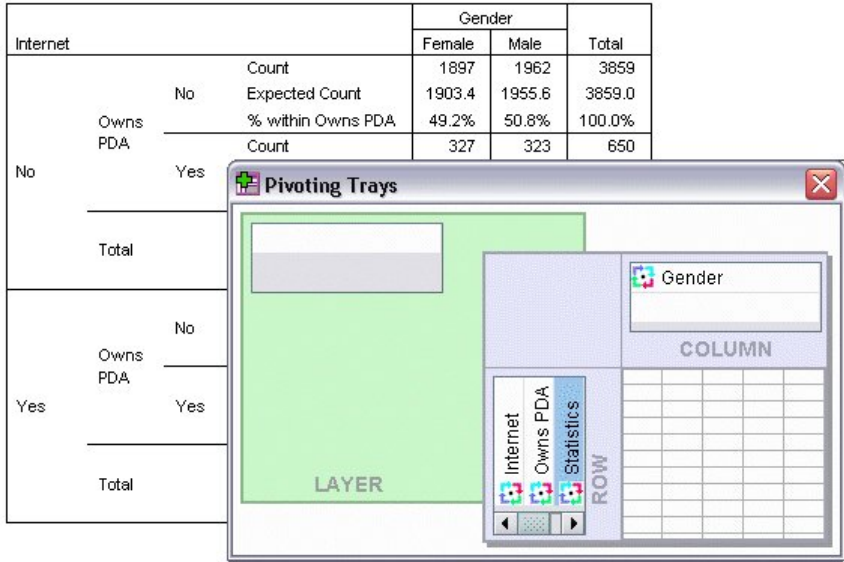 Gender
Internet Female Male Total
Count 1897 1962 3859
No Expected Count 1903.4 1955.6 3859.0
Owns PDA % within Owns PDA 49.2% 50.8% 100.0%
Count 327 323 650
No Yes
Total
No
Owns PDA
Yes Yes
Total
Pivoting Trays
LAYER
Gender
COLUMN
Internet
Owns PDA
Statistics
ROW